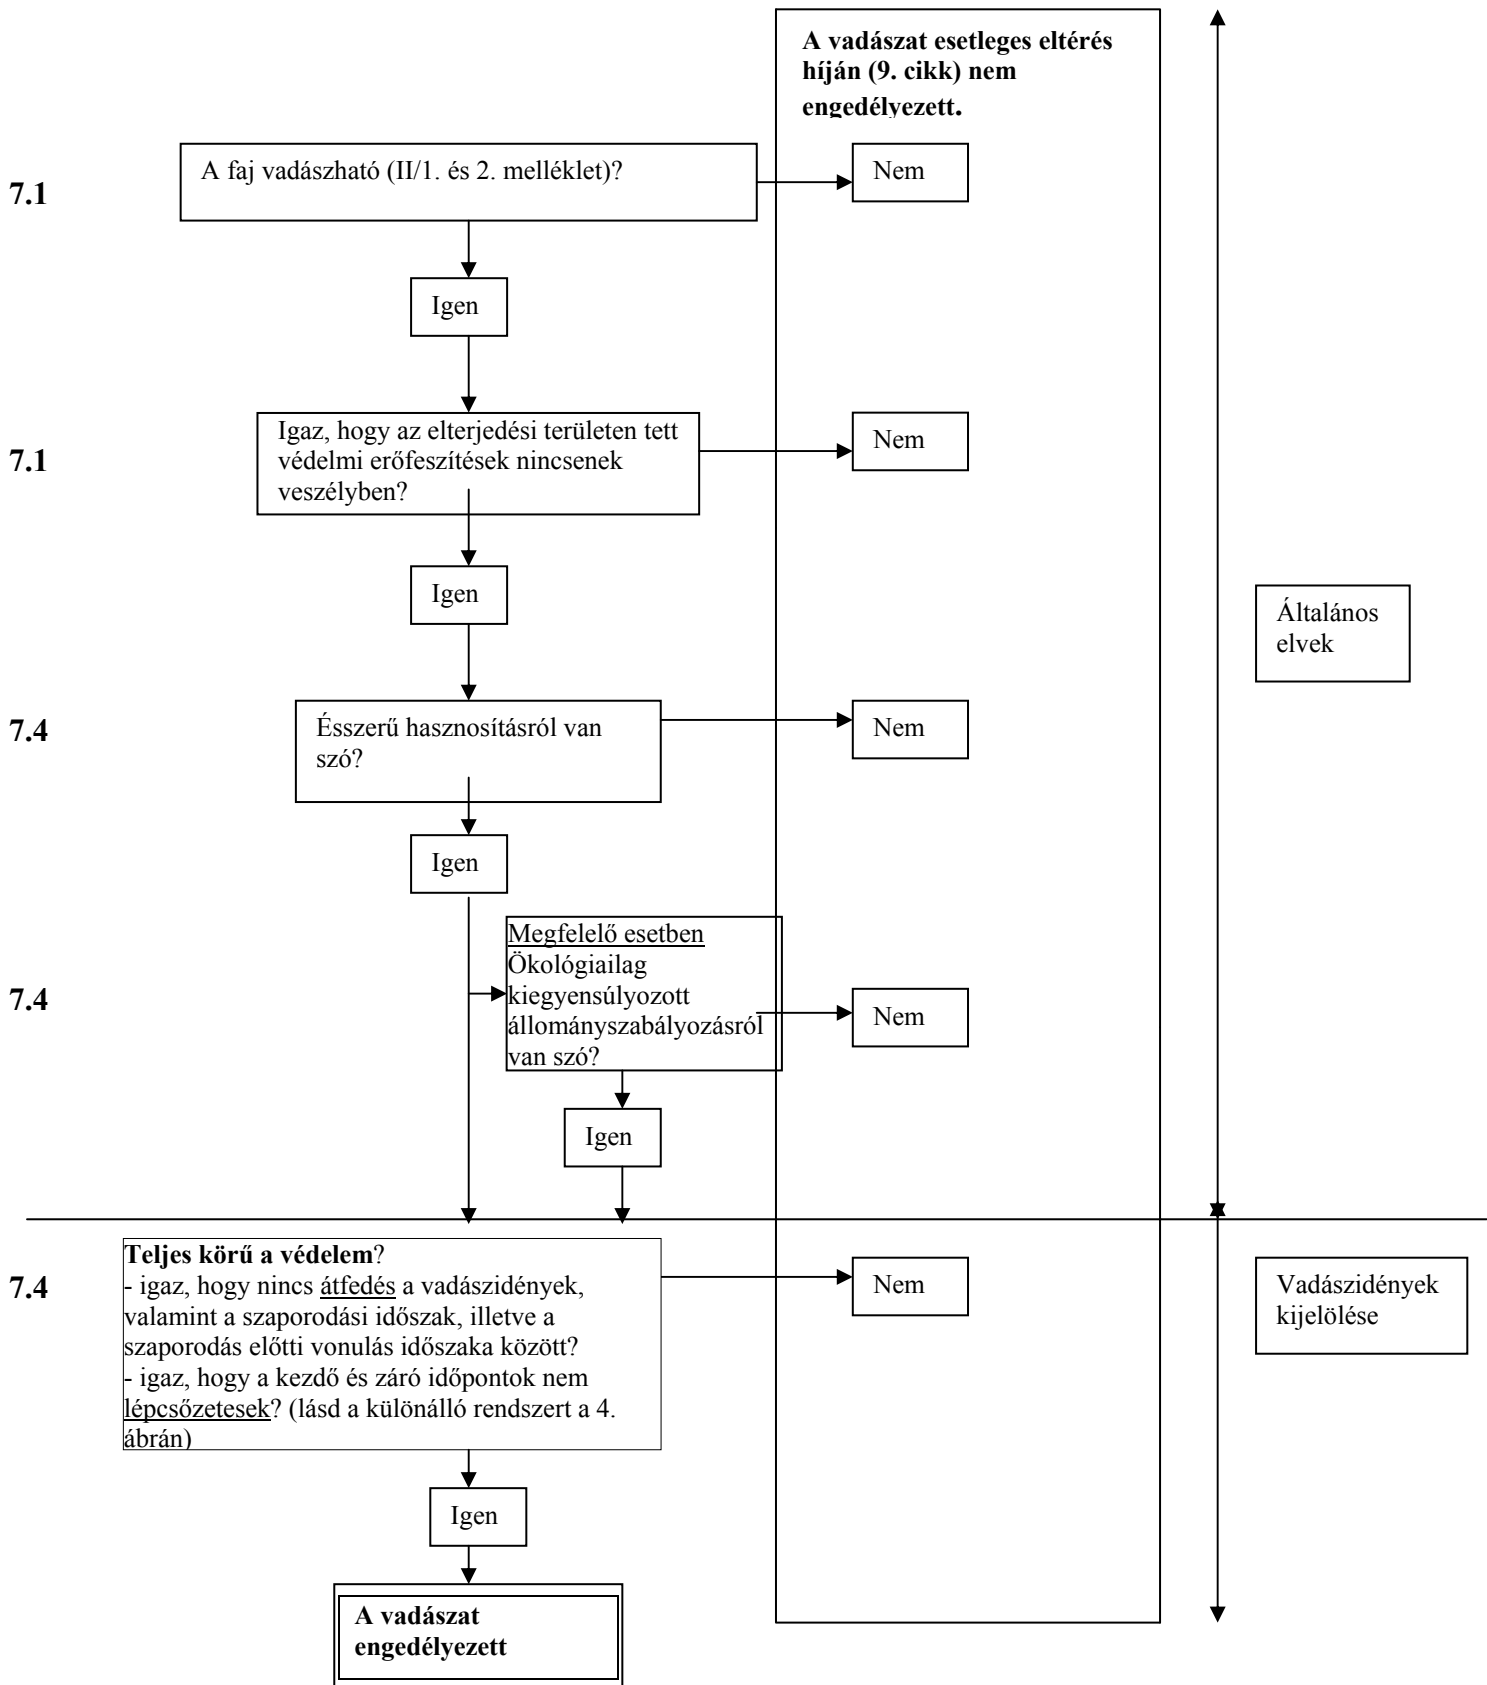 A vadászat esetleges eltérés
híján (9. cikk) nem
engedélyezett.
7.1
A faj vadászható (II/1. és 2. melléklet)?
Nem
Igen
7.1
Igaz, hogy az elterjedési területen tett
védelmi erőfeszítések nincsenek
veszélyben?
Nem
Igen
Általános
elvek
7.4
Ésszerű hasznosításról van
szó?
Nem
Igen
7.4
Megfelelő esetben
Ökológiailag
kiegyensúlyozott
állományszabályozásról
van szó?
Nem
Igen
7.4
Teljes körű a védelem?
- igaz, hogy nincs átfedés a vadászidények,
valamint a szaporodási időszak, illetve a
szaporodás előtti vonulás időszaka között?
- igaz, hogy a kezdő és záró időpontok nem
lépcsőzetesek? (lásd a különálló rendszert a 4.
ábrán)
Nem
Vadászidények
kijelölése
Igen
A vadászat
engedélyezett